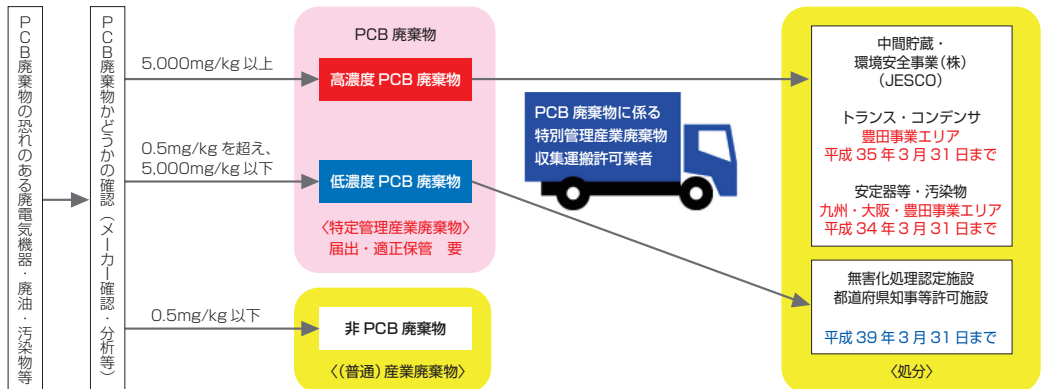 PCB廃棄物の恐れのある廃電気機器・廃油・汚染物等
PCB廃棄物かどうかの確認（メーカー確認・分析等）
5,000mg/kg 以上
0.5mg/kg を超え、
5,000mg/kg 以下
0.5mg/kg 以下
PCB 廃棄物
高濃度 PCB 廃棄物
低濃度 PCB 廃棄物
〈特定管理産業廃棄物〉
届出・適正保管　要
非 PCB 廃棄物
〈(普通) 産業廃棄物〉
PCB 廃棄物に係る
特別管理産業廃棄物
収集運搬許可業者
中間貯蔵・
環境安全事業(株)
(JESCO)
トランス・コンデンサ
豊田事業エリア
平成 35 年 3 月 31 日まで
安定器等・汚染物
九州・大阪・豊田事業エリア
平成 34 年 3 月 31 日まで
無害化処理認定施設
都道府県知事等許可施設
平成 39 年 3 月 31 日まで
〈処分〉